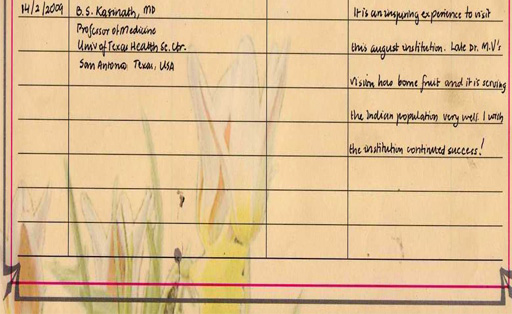 14/2/2009
B.S. Kasinath, MD
Professor of Medicine
Univ of Texas Health Sc. Ctr.
San Antonio, Texas, USA
It is an inspiring experience to visit
this august institution. Late Dr. M.V's
vision has borne fruit and it is serving
the Indian population very well. I wish
the institution continued success!